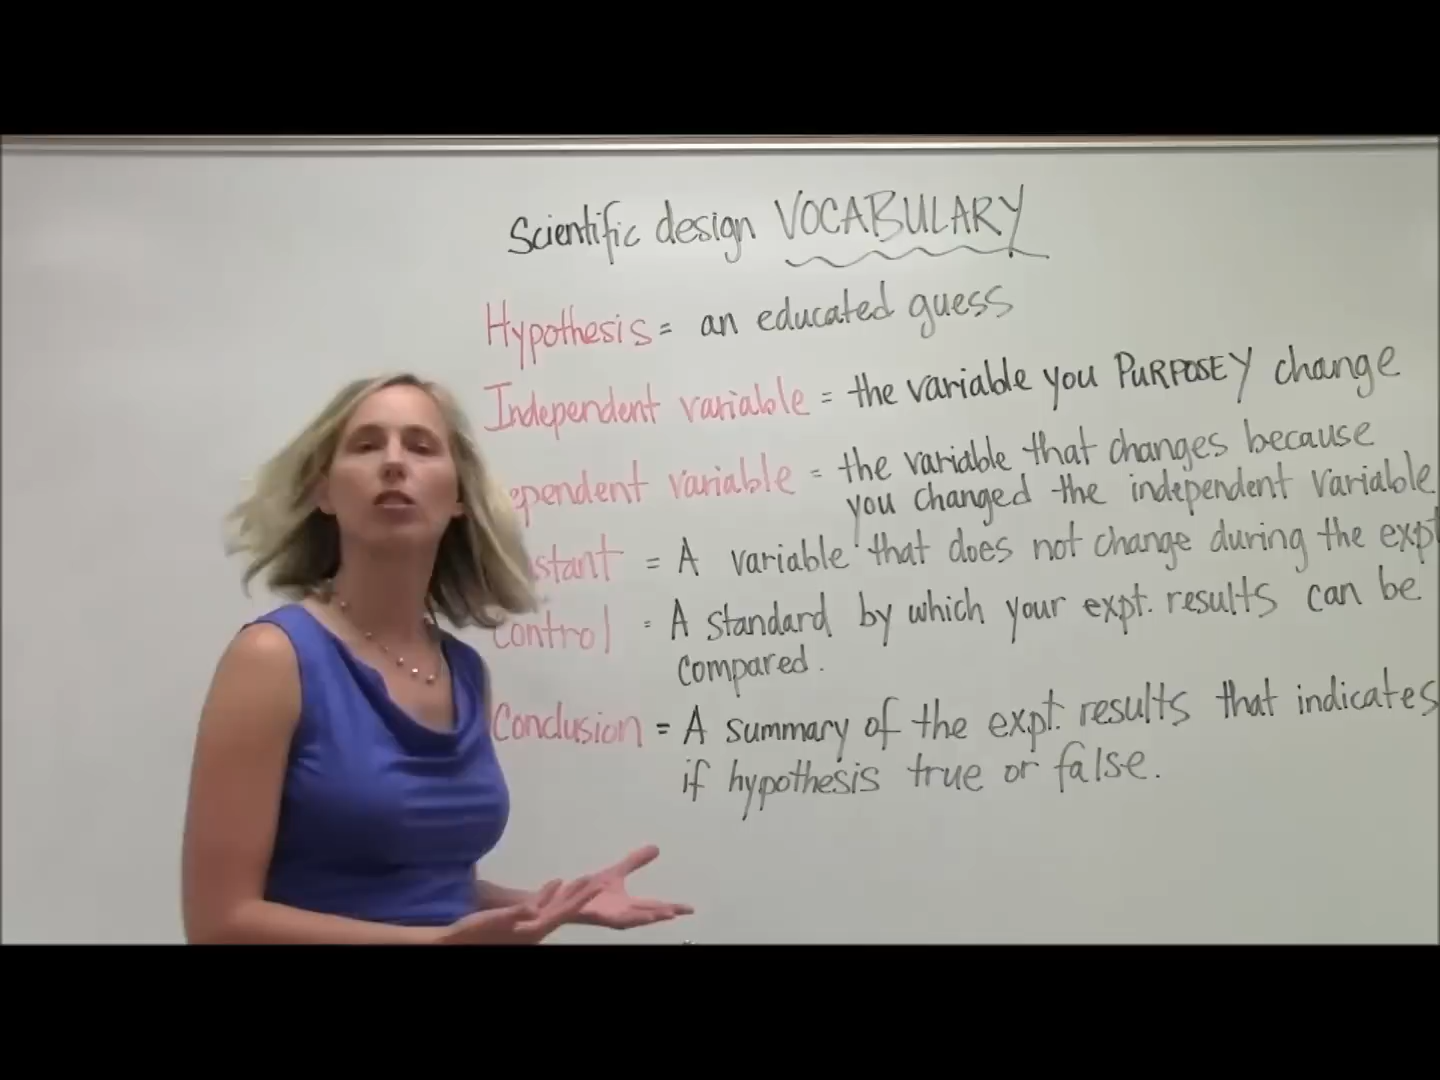 Scientific design VOCABULARY
Hypothesis = an educated guess
Independent variable = the variable you PURPOSEY change
ependent variable = the variable that changes because
you changed the independent variable
stant = A variable that does not change during the expt
Control = A standard by which your expt. results can be
compared.
Conclusion = A summary of the expt. results that indicates
if hypothesis true or false.